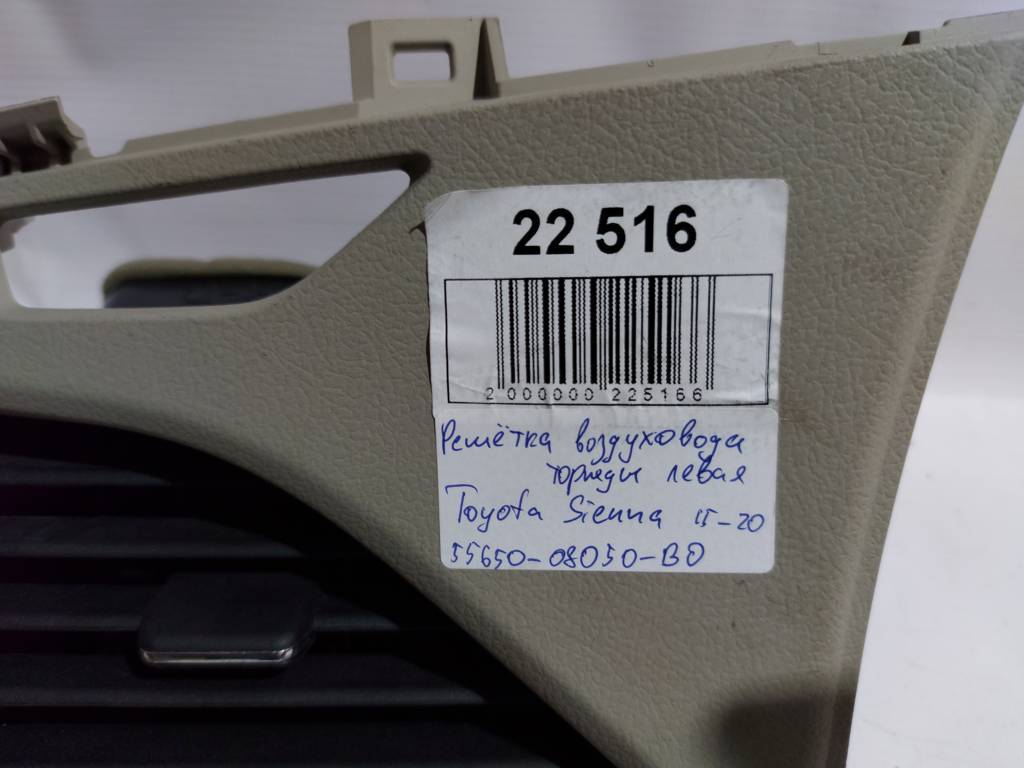 22 516
2 000000 225166
Решётка воздуховода
торпеды левая
Toyota Sienna 15-20
55650-08050-B0